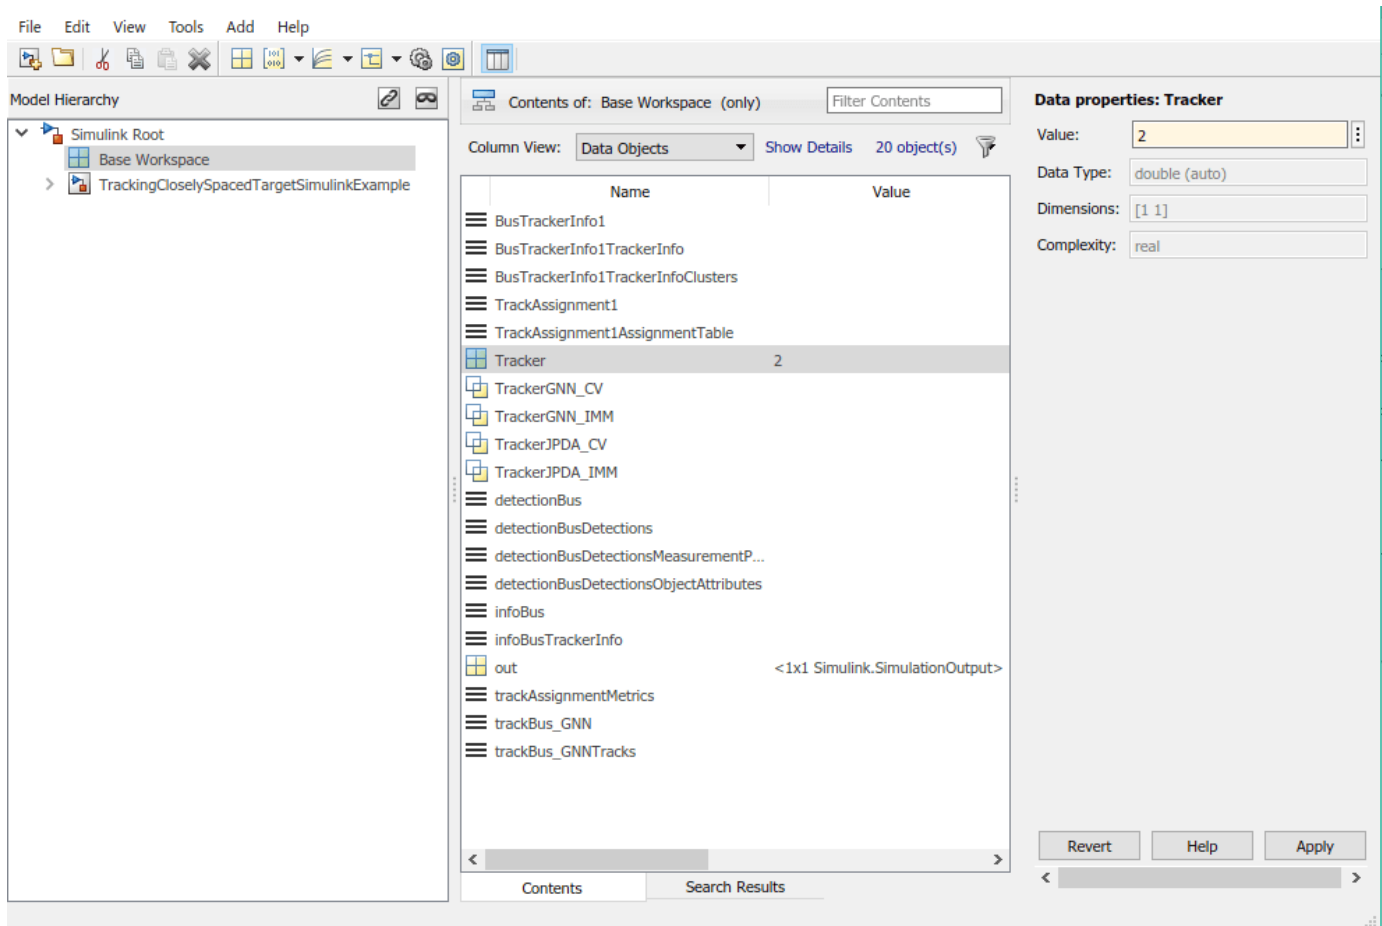 File Edit View Tools Add Help
Model Hierarchy
Simulink Root
Base Workspace
TrackingCloselySpacedTargetSimulinkExample
Contents of: Base Workspace (only)
Filter Contents
Column View: Data Objects Show Details 20 object(s)
Name Value
BusTrackerInfo1
BusTrackerInfo1TrackerInfo
BusTrackerInfo1TrackerInfoClusters
TrackAssignment1
TrackAssignment1AssignmentTable
Tracker 2
TrackerGNN_CV
TrackerGNN_IMM
TrackerJPDA_CV
TrackerJPDA_IMM
detectionBus
detectionBusDetections
detectionBusDetectionsMeasurementP...
detectionBusDetectionsObjectAttributes
infoBus
infoBusTrackerInfo
out <1x1 Simulink.SimulationOutput>
trackAssignmentMetrics
trackBus_GNN
trackBus_GNNTracks
Contents Search Results
Data properties: Tracker
Value: 2
Data Type: double (auto)
Dimensions: [1 1]
Complexity: real
Revert Help Apply